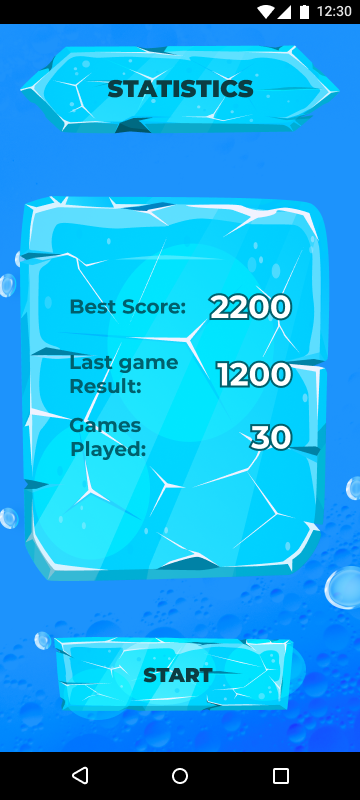 12:30
STATISTICS
Best Score: 2200
Last game
Result: 1200
Games
Played: 30
START